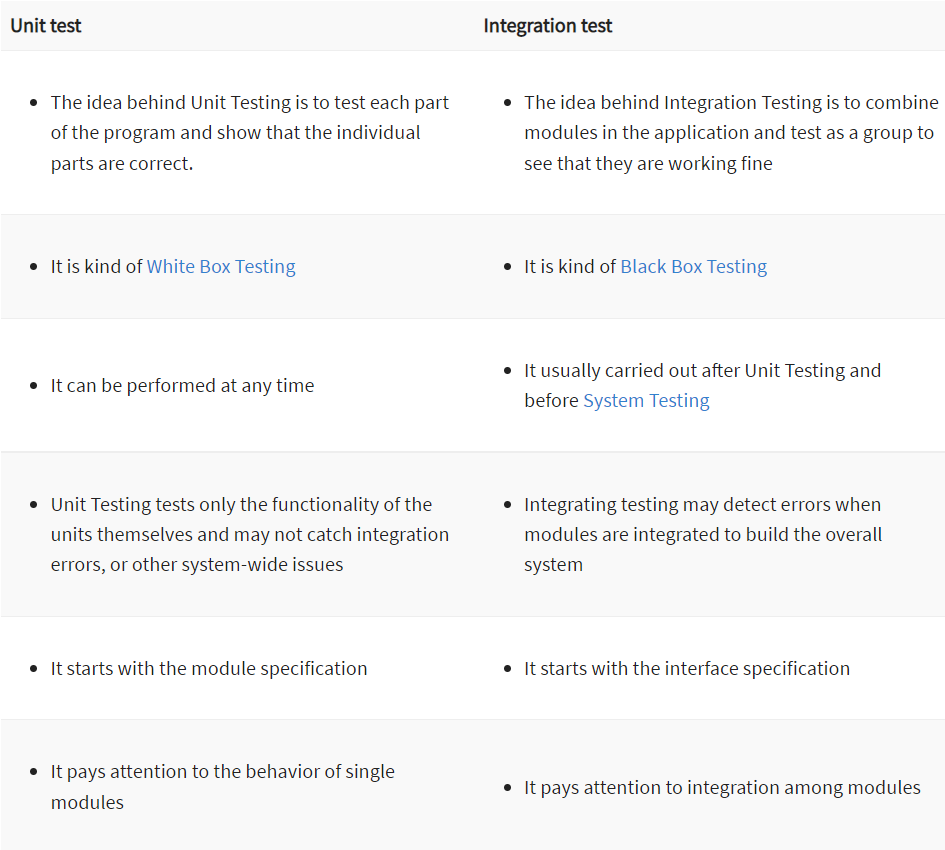 Unit test
Integration test
• The idea behind Unit Testing is to test each part
of the program and show that the individual
parts are correct.
• The idea behind Integration Testing is to combine
modules in the application and test as a group to
see that they are working fine
• It is kind of White Box Testing
• It is kind of Black Box Testing
• It can be performed at any time
• It usually carried out after Unit Testing and
before System Testing
• Unit Testing tests only the functionality of the
units themselves and may not catch integration
errors, or other system-wide issues
• Integrating testing may detect errors when
modules are integrated to build the overall
system
• It starts with the module specification
• It starts with the interface specification
• It pays attention to the behavior of single
modules
• It pays attention to integration among modules